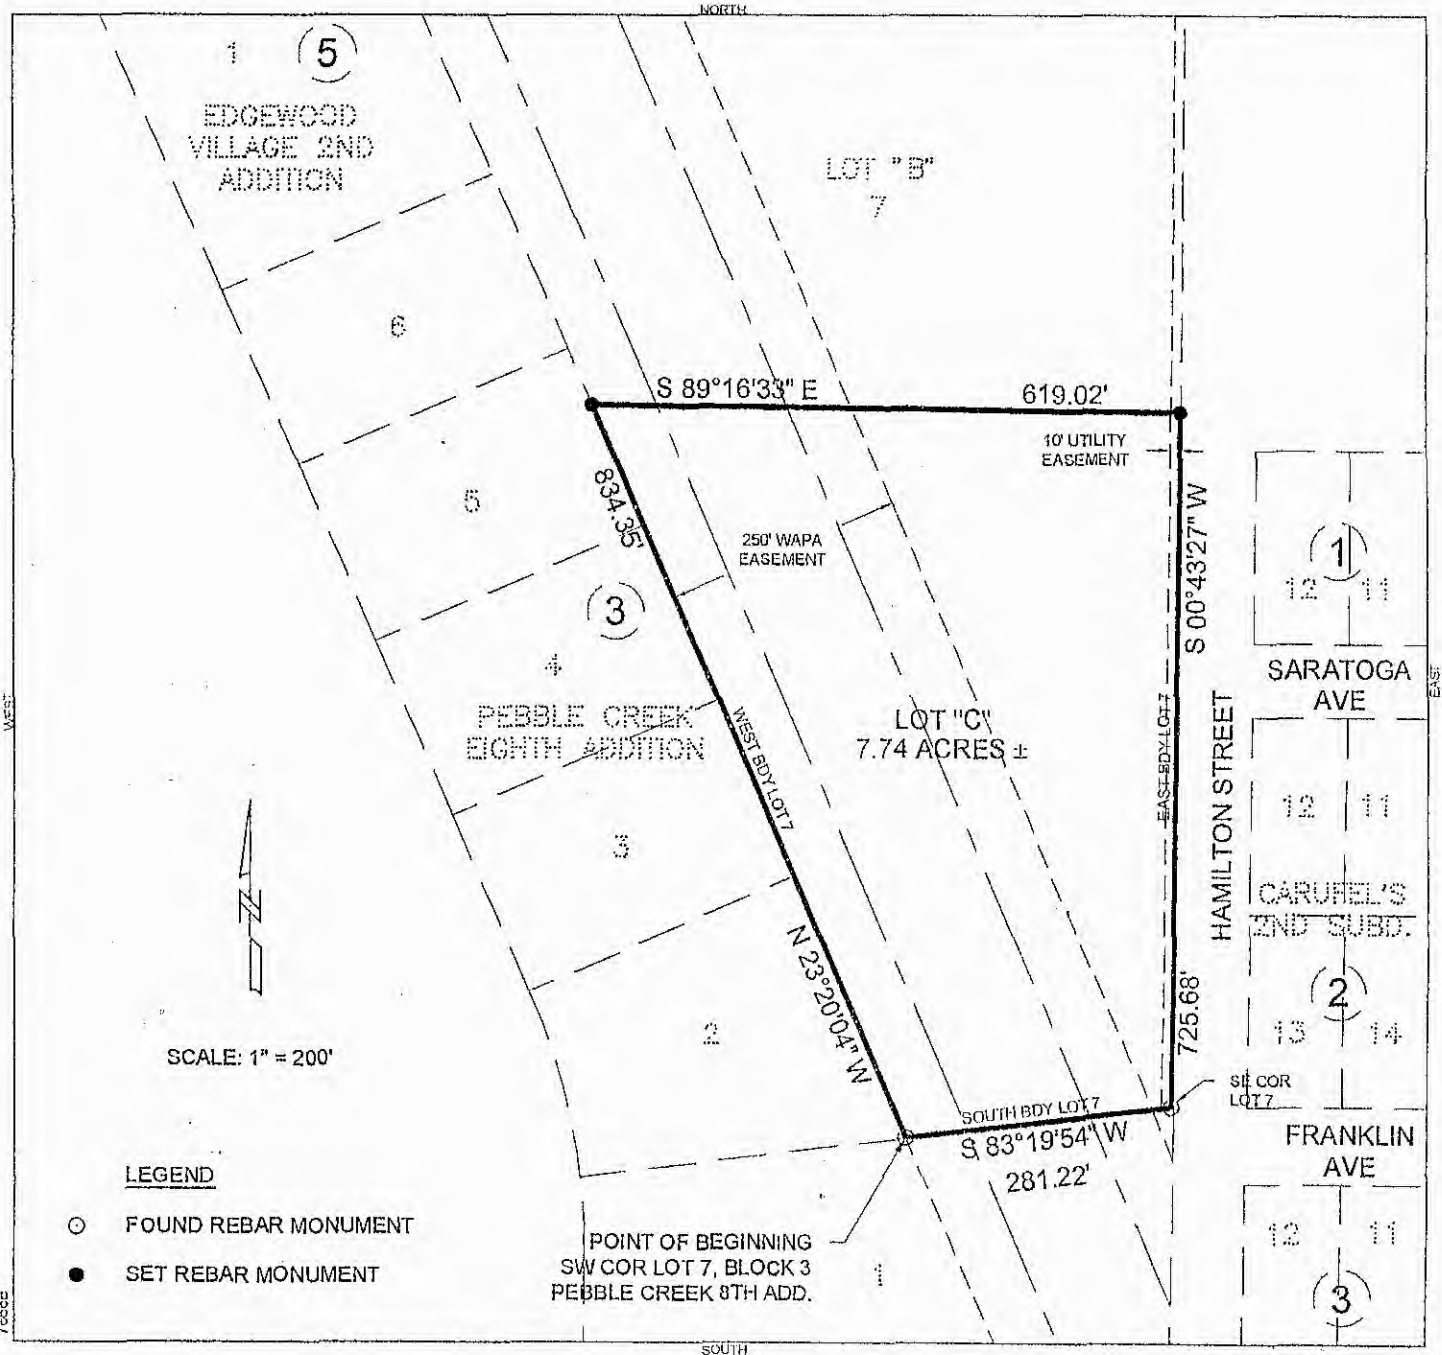 NORTH
1
5
EDGEWOOD
VILLAGE 2ND
ADDITION
LOT "B"
7
6
S 89°16'33" E
619.02'
10' UTILITY
EASEMENT
834.35'
5
S 00°43'27" W
250' WAPA
EASEMENT
1
12
11
3
4
PEBBLE CREEK
EIGHTH ADDITION
WEST BDY LOT 7
LOT "C"
7.74 ACRES ±
EAST BDY LOT 7
HAMILTON STREET
SARATOGA
AVE
WEST
EAST
12
11
3
CARUFEL'S
2ND SUBD.
N 23°20'04" W
2
725.68'
2
13
14
N
SCALE: 1" = 200'
SE COR
LOT 7
SOUTH BDY LOT 7
S 83°19'54" W
281.22'
FRANKLIN
AVE
LEGEND
FOUND REBAR MONUMENT
SET REBAR MONUMENT
POINT OF BEGINNING
SW COR LOT 7, BLOCK 3
PEBBLE CREEK 8TH ADD.
1
12
11
3
SOUTH